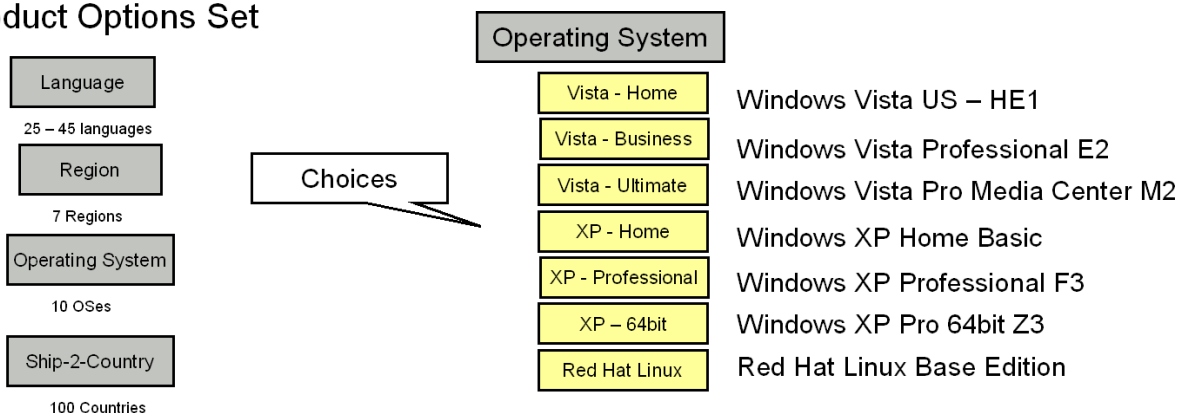 duct Options Set
Language
25 – 45 languages
Region
7 Regions
Operating System
10 OSes
Ship-2-Country
100 Countries
Choices
Operating System
Vista - Home
Windows Vista US – HE1
Vista - Business
Windows Vista Professional E2
Vista - Ultimate
Windows Vista Pro Media Center M2
XP - Home
Windows XP Home Basic
XP - Professional
Windows XP Professional F3
XP – 64bit
Windows XP Pro 64bit Z3
Red Hat Linux
Red Hat Linux Base Edition